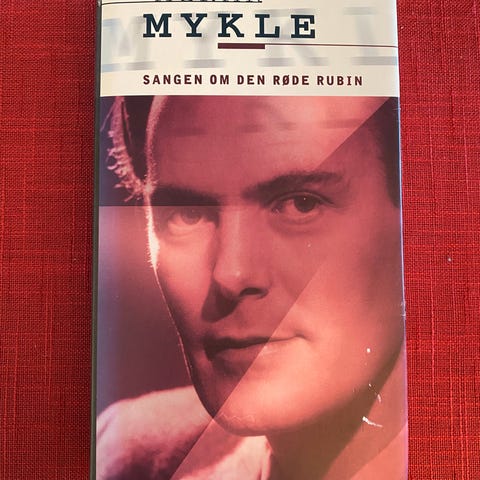 MYKLE
SANGEN OM DEN RØDE RUBIN